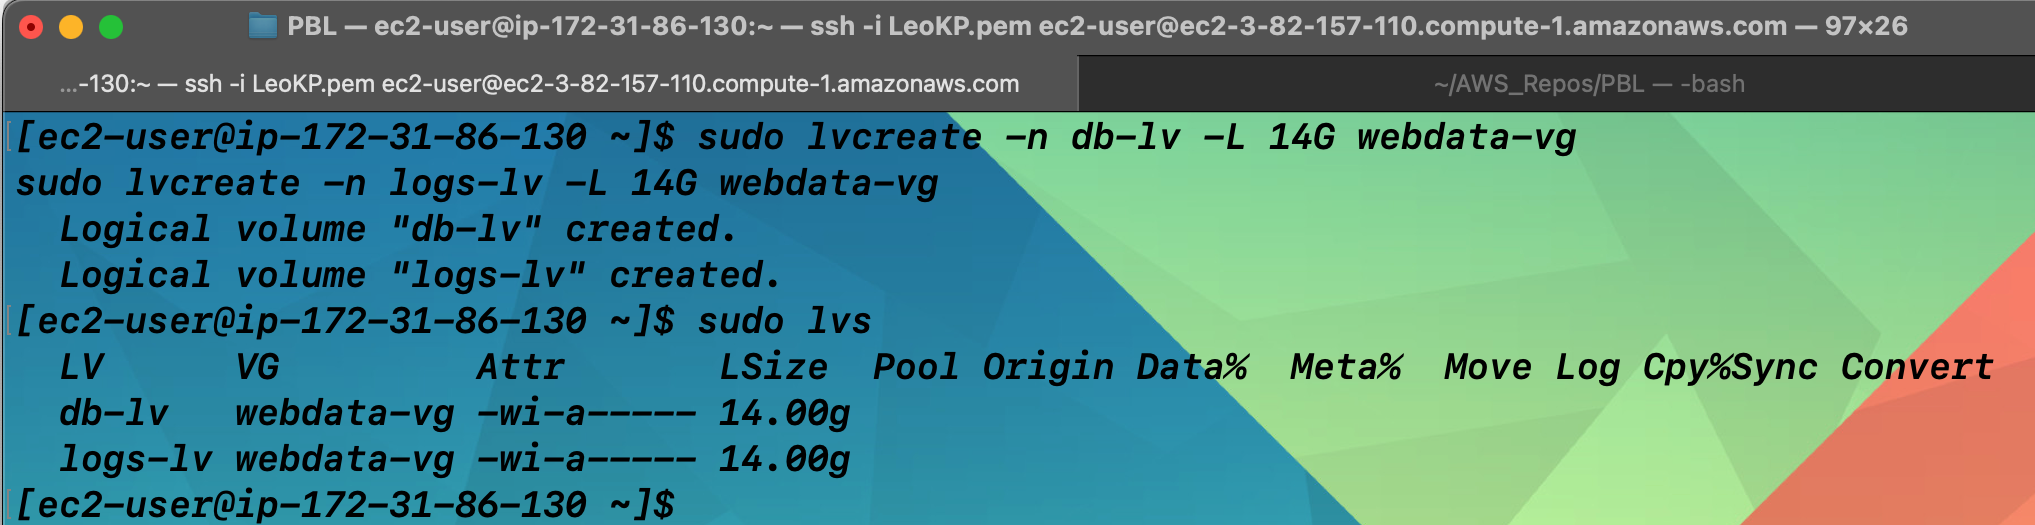 PBL — ec2-user@ip-172-31-86-130:~ — ssh -i LeoKP.pem ec2-user@ec2-3-82-157-110.compute-1.amazonaws.com — 97×26
...-130:~ — ssh -i LeoKP.pem ec2-user@ec2-3-82-157-110.compute-1.amazonaws.com
~/AWS_Repos/PBL — -bash
[ec2-user@ip-172-31-86-130 ~]$ sudo lvcreate -n db-lv -L 14G webdata-vg
sudo lvcreate -n logs-lv -L 14G webdata-vg
  Logical volume "db-lv" created.
  Logical volume "logs-lv" created.
[ec2-user@ip-172-31-86-130 ~]$ sudo lvs
  LV      VG         Attr       LSize  Pool Origin Data%  Meta%  Move Log Cpy%Sync Convert
  db-lv   webdata-vg -wi-a----- 14.00g
  logs-lv webdata-vg -wi-a----- 14.00g
[ec2-user@ip-172-31-86-130 ~]$